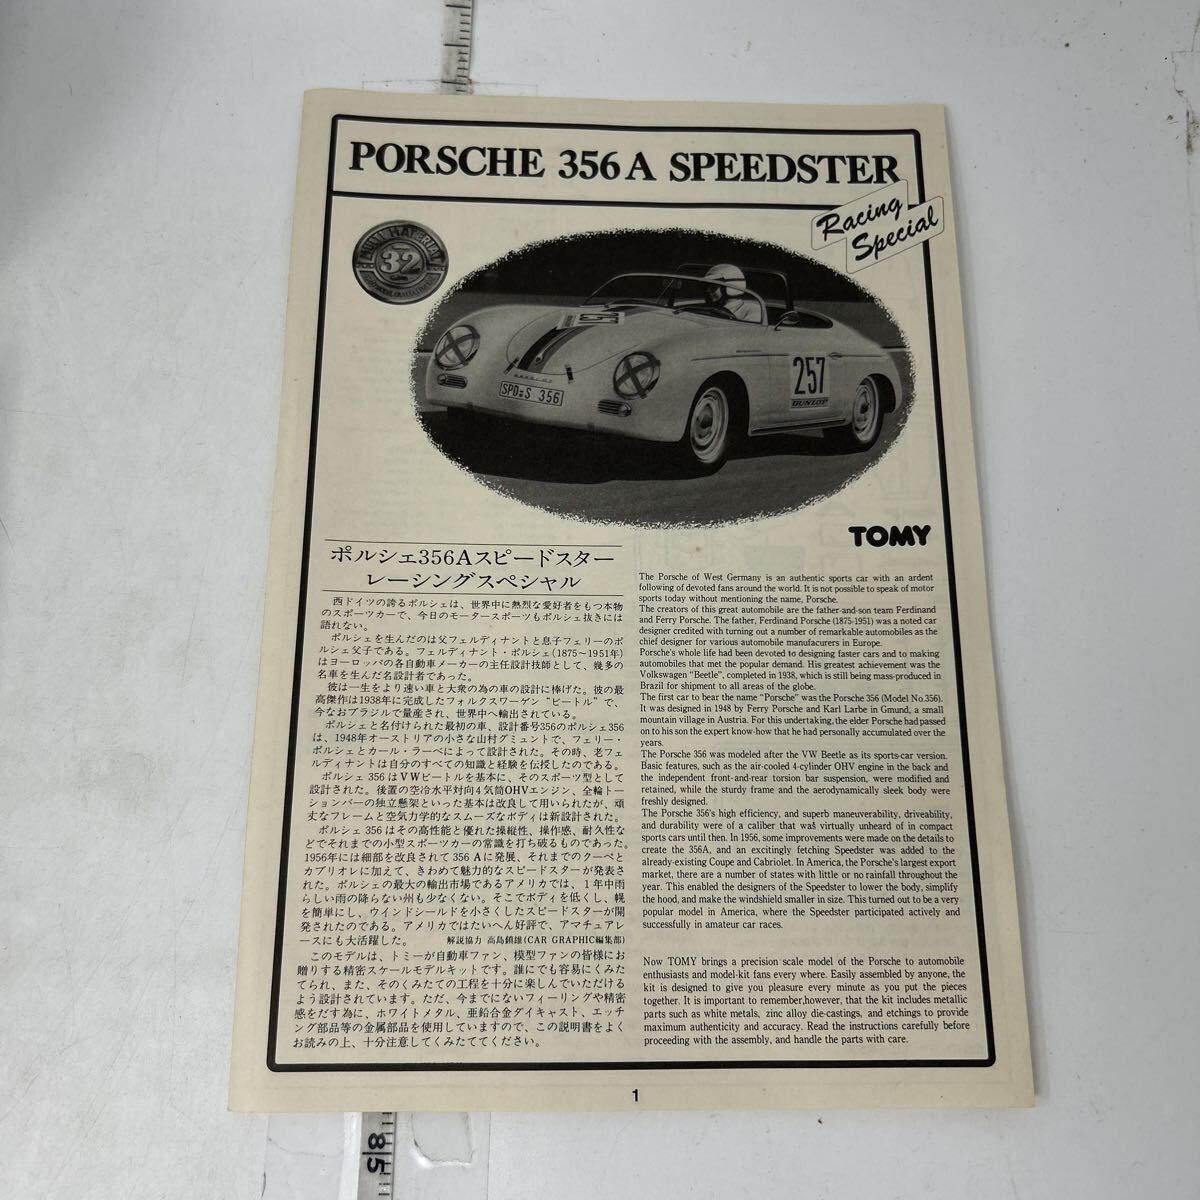 PORSCHE 356 A SPEEDSTER
Racing
Special
MULTI MATERIAL
32
257
DUNLOP
SPD S 356
TOMY
ポルシェ356Aスピードスター
レーシングスペシャル
西ドイツの誇るポルシェは、世界中に熱烈な愛好者をもつ本物
のスポーツカーで、今日のモータースポーツもポルシェ抜きには
語れない。
ポルシェを生んだのは父フェルディナントと息子フェリーのポ
ルシェ父子である。フェルディナント・ポルシェ(1875～1951年)
はヨーロッパの各自動車メーカーの主任設計技師として、幾多の
名車を生んだ名設計者であった。
彼は一生をより速い車と大衆の為の車の設計に捧げた。彼の最
高傑作は1938年に完成したフォルクスワーゲン“ビートル”で、
今なおブラジルで量産され、世界中へ輸出されている。
ポルシェと名付けられた最初の車、設計番号356のポルシェ356
は、1948年オーストリアの小さな山村グミュントで、フェリー・
ポルシェとカール・ラーベによって設計された。その時、老フェ
ルディナントは自分のすべての知識と経験を伝授したのである。
ポルシェ356はVWビートルを基本に、そのスポーツ型として
設計された。後置の空冷水平対向4気筒OHVエンジン、全輪トー
ションバーの独立懸架といった基本は改良して用いられたが、頑
丈なフレームと空気力学的なスムーズなボディは新設計された。
ポルシェ356はその高性能と優れた操縦性、操作感、耐久性な
どでそれまでの小型スポーツカーの常識を打ち破るものであった。
1956年には細部を改良されて356Aに発展、それまでのクーペと
カブリオレに加えて、きわめて魅力的なスピードスターが発表さ
れた。ポルシェの最大の輸出市場であるアメリカでは、1年中雨
らしい雨の降らない州も少なくない。そこでボディを低くし、幌
を簡単にし、ウインドシールドを小さくしたスピードスターが開
発されたのである。アメリカではたいへん好評で、アマチュアレ
ースにも大活躍した。 解説協力 高島鎮雄(CAR GRAPHIC編集部)
このモデルは、トミーが自動車ファン、模型ファンの皆様にお
贈りする精密スケールモデルキットです。誰にでも容易にくみた
てられ、また、そのくみたての工程を十分に楽しんでいただける
よう設計されています。ただ、今までにないフィーリングや精密
感をだす為に、ホワイトメタル、亜鉛合金ダイキャスト、エッチ
ング部品等の金属部品を使用していますので、この説明書をよく
お読みの上、十分注意してくみたててください。
The Porsche of West Germany is an authentic sports car with an ardent
following of devoted fans around the world. It is not possible to speak of motor
sports today without mentioning the name, Porsche.
The creators of this great automobile are the father-and-son team Ferdinand
and Ferry Porsche. The father, Ferdinand Porsche (1875-1951) was a noted car
designer credited with turning out a number of remarkable automobiles as the
chief designer for various automobile manufacurers in Europe.
Porsche's whole life had been devoted to designing faster cars and to making
automobiles that met the popular demand. His greatest achievement was the
Volkswagen "Beetle", completed in 1938, which is still being mass-produced in
Brazil for shipment to all areas of the globe.
The first car to bear the name "Porsche" was the Porsche 356 (Model No.356).
It was designed in 1948 by Ferry Porsche and Karl Larbe in Gmund, a small
mountain village in Austria. For this undertaking, the elder Porsche had passed
on to his son the expert know-how that he had personally accumulated over the
years.
The Porsche 356 was modeled after the VW Beetle as its sports-car version.
Basic features, such as the air-cooled 4-cylinder OHV engine in the back and
the independent front-and-rear torsion bar suspension, were modified and
retained, while the sturdy frame and the aerodynamically sleek body were
freshly designed.
The Porsche 356's high efficiency, and superb maneuverability, driveability,
and durability were of a caliber that was virtually unheard of in compact
sports cars until then. In 1956, some improvements were made on the details to
create the 356A, and an excitingly fetching Speedster was added to the
already-existing Coupe and Cabriolet. In America, the Porsche's largest export
market, there are a number of states with little or no rainfall throughout the
year. This enabled the designers of the Speedster to lower the body, simplify
the hood, and make the windshield smaller in size. This turned out to be a very
popular model in America, where the Speedster participated actively and
successfully in amateur car races.
Now TOMY brings a precision scale model of the Porsche to automobile
enthusiasts and model-kit fans every where. Easily assembled by anyone, the
kit is designed to give you pleasure every minute as you put the pieces
together. It is important to remember,however, that the kit includes metallic
parts such as white metals, zinc alloy die-castings, and etchings to provide
maximum authenticity and accuracy. Read the instructions carefully before
proceeding with the assembly, and handle the parts with care.
1
85